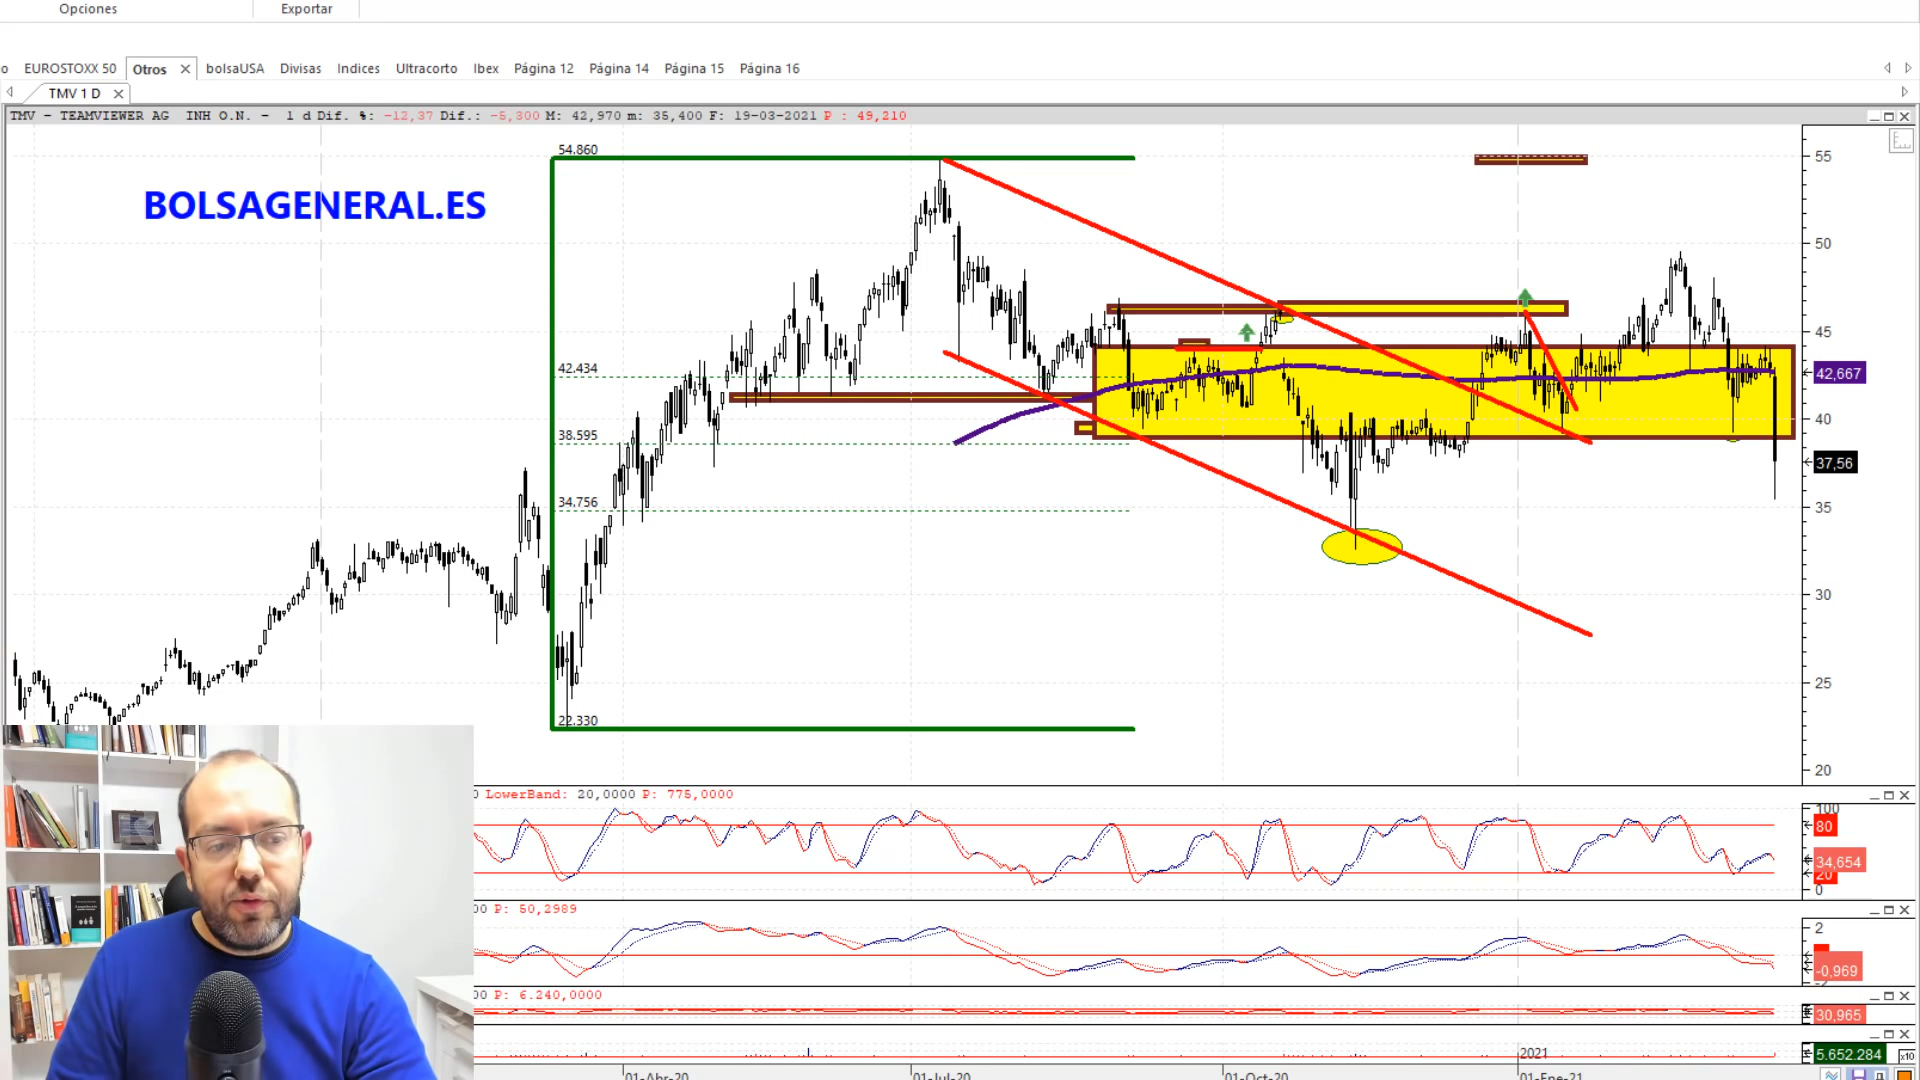 Opciones
Exportar
o
EUROSTOXX 50
Otros
bolsaUSA
Divisas
Indices
Ultracorto
Ibex
Página 12
Página 14
Página 15
Página 16
TMV 1 D
TMV - TEAMVIEWER AG INH O.N. - 1 d Dif. %: -12,37 Dif.: -5,300 M: 42,970 m: 35,400 F: 19-03-2021 P : 49,210
BOLSAGENERAL.ES
54.860
42.434
38.595
34.756
22.330
55
50
45
42,667
40
37,56
35
30
25
20
0 LowerBand: 20,0000 P: 775,0000
100
80
34,654
20
0
00 P: 50,2989
2
-0,969
00 P: 6.240,0000
30,965
5.652.284
x10
2021
01-Abr-20
01-Jul-20
01-Oct-20
01-Ene-21